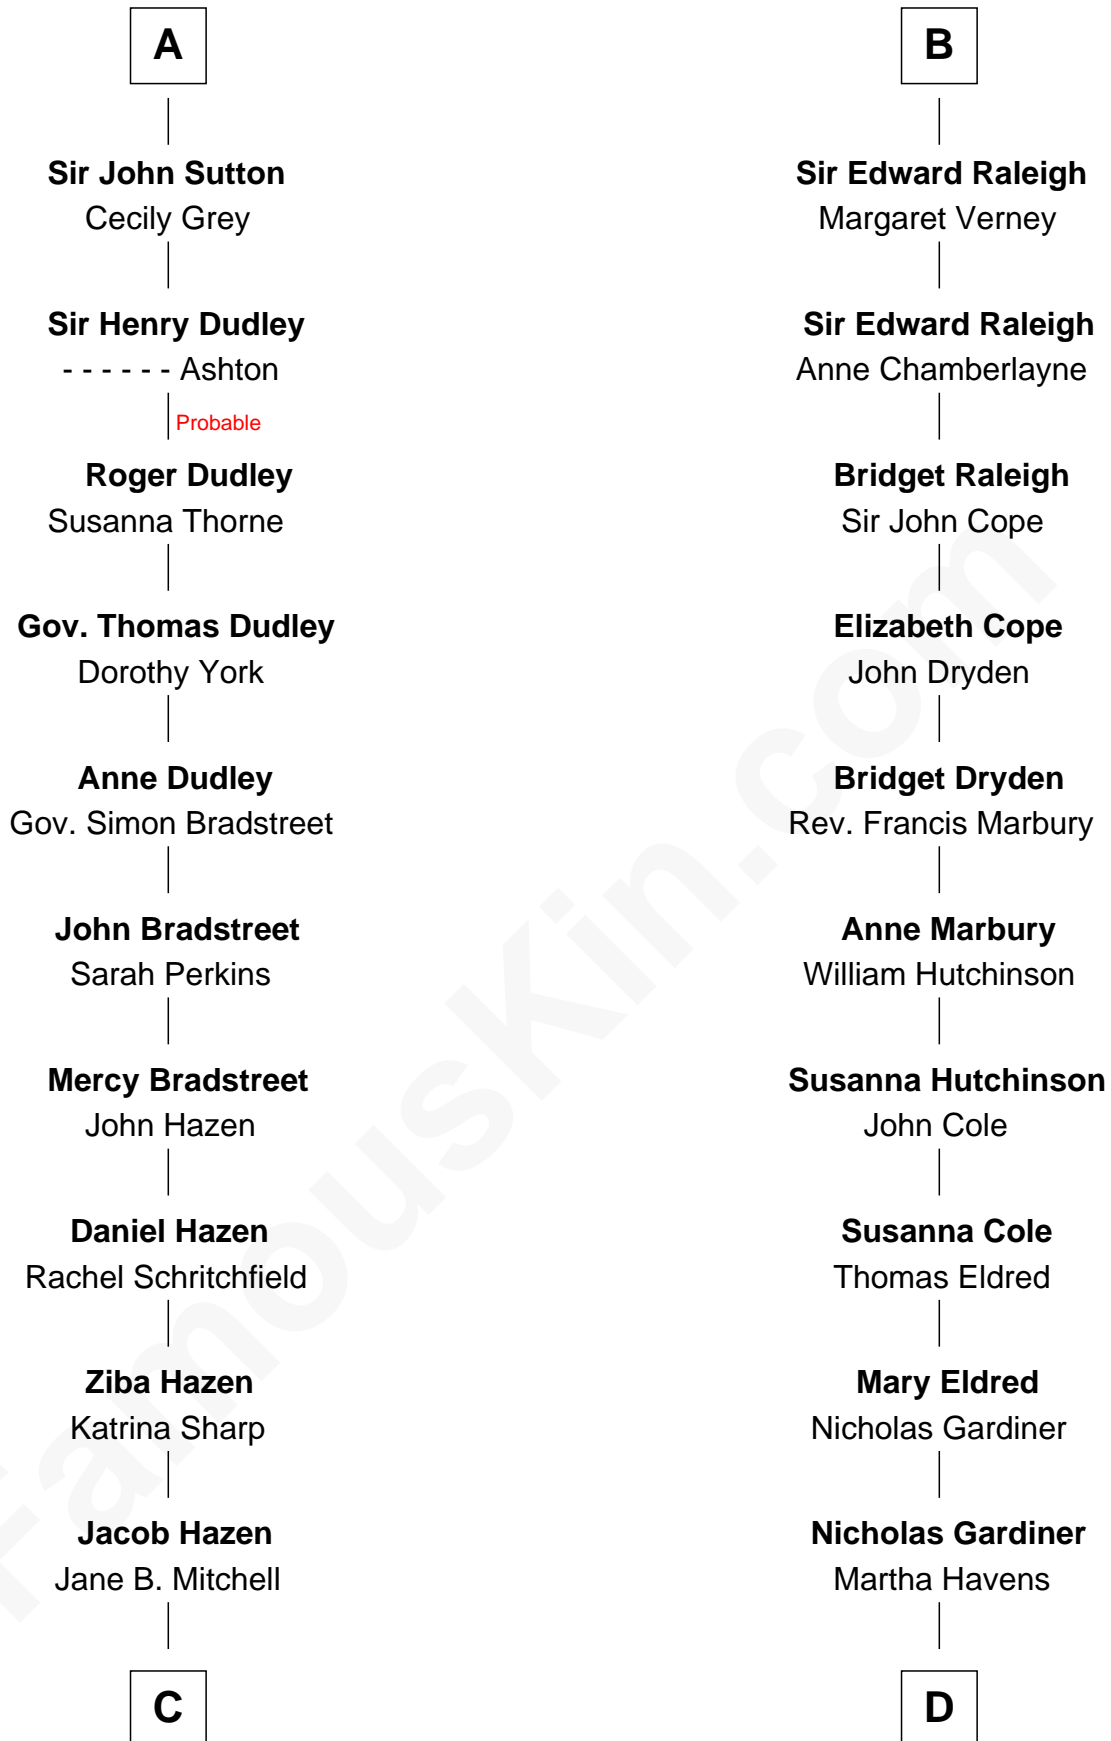 A
Sir John Sutton
Cecily Grey
Sir Henry Dudley
- - - - - - Ashton
Probable
Roger Dudley
Susanna Thorne
Gov. Thomas Dudley
Dorothy York
Anne Dudley
Gov. Simon Bradstreet
John Bradstreet
Sarah Perkins
Mercy Bradstreet
John Hazen
Daniel Hazen
Rachel Schritchfield
Ziba Hazen
Katrina Sharp
Jacob Hazen
Jane B. Mitchell
C
B
Sir Edward Raleigh
Margaret Verney
Sir Edward Raleigh
Anne Chamberlayne
Bridget Raleigh
Sir John Cope
Elizabeth Cope
John Dryden
Bridget Dryden
Rev. Francis Marbury
Anne Marbury
William Hutchinson
Susanna Hutchinson
John Cole
Susanna Cole
Thomas Eldred
Mary Eldred
Nicholas Gardiner
Nicholas Gardiner
Martha Havens
D
FamousKin.com